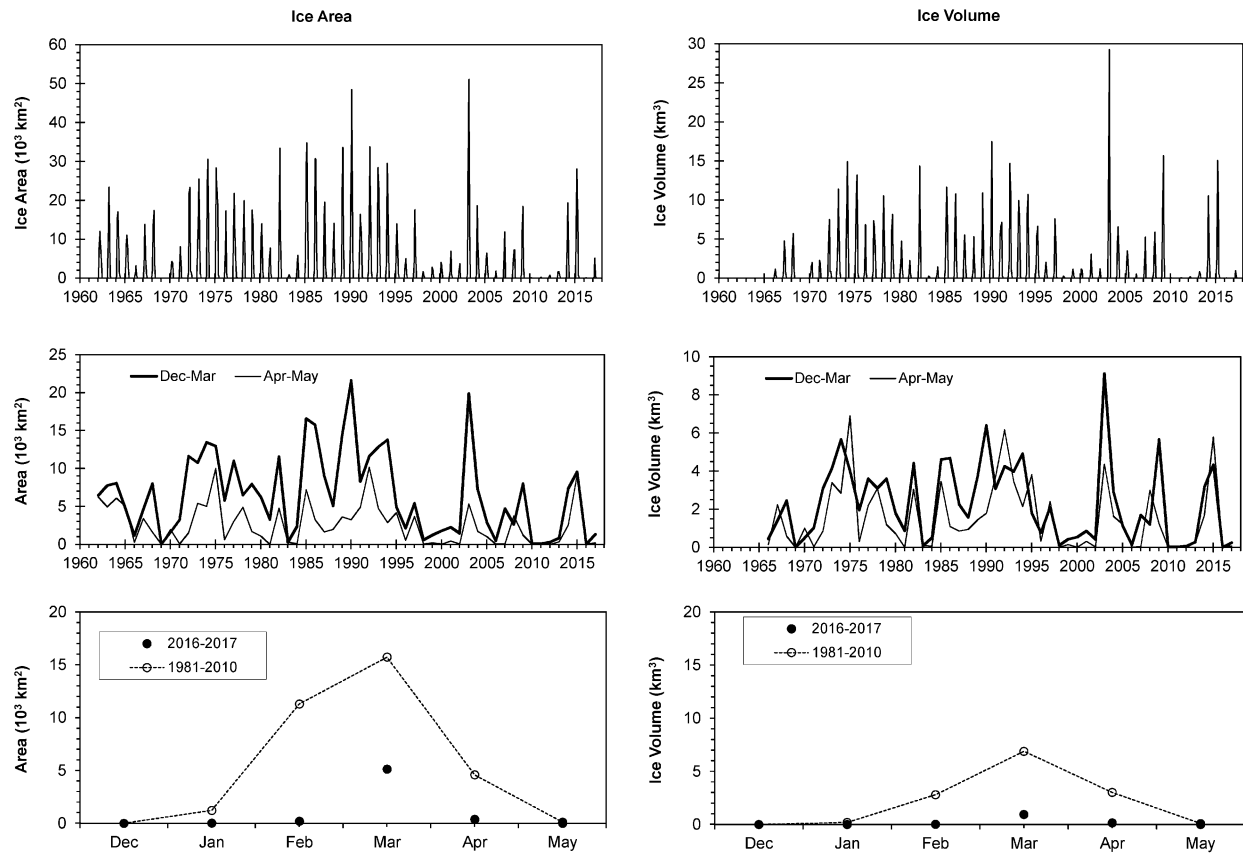 Ice Area
Ice Area (10³ km²)
60
50
40
30
20
10
0
1960 1965 1970 1975 1980 1985 1990 1995 2000 2005 2010 2015
Ice Volume
Ice Volume (km³)
30
25
20
15
10
5
0
1960 1965 1970 1975 1980 1985 1990 1995 2000 2005 2010 2015
Area (10³ km²)
25
20
15
10
5
0
Dec-Mar Apr-May
1960 1965 1970 1975 1980 1985 1990 1995 2000 2005 2010 2015
Ice Volume (km³)
10
8
6
4
2
0
Dec-Mar Apr-May
1960 1965 1970 1975 1980 1985 1990 1995 2000 2005 2010 2015
Area (10³ km²)
20
15
10
5
0
2016-2017
1981-2010
Dec Jan Feb Mar Apr May
Ice Volume (km³)
20
15
10
5
0
2016-2017
1981-2010
Dec Jan Feb Mar Apr May